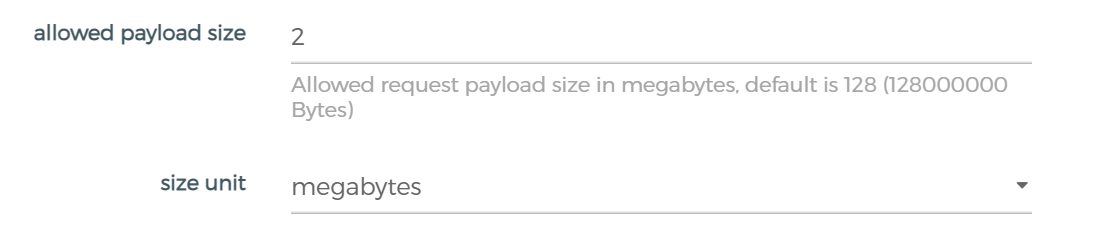 allowed payload size
2
Allowed request payload size in megabytes, default is 128 (128000000
Bytes)
size unit
megabytes